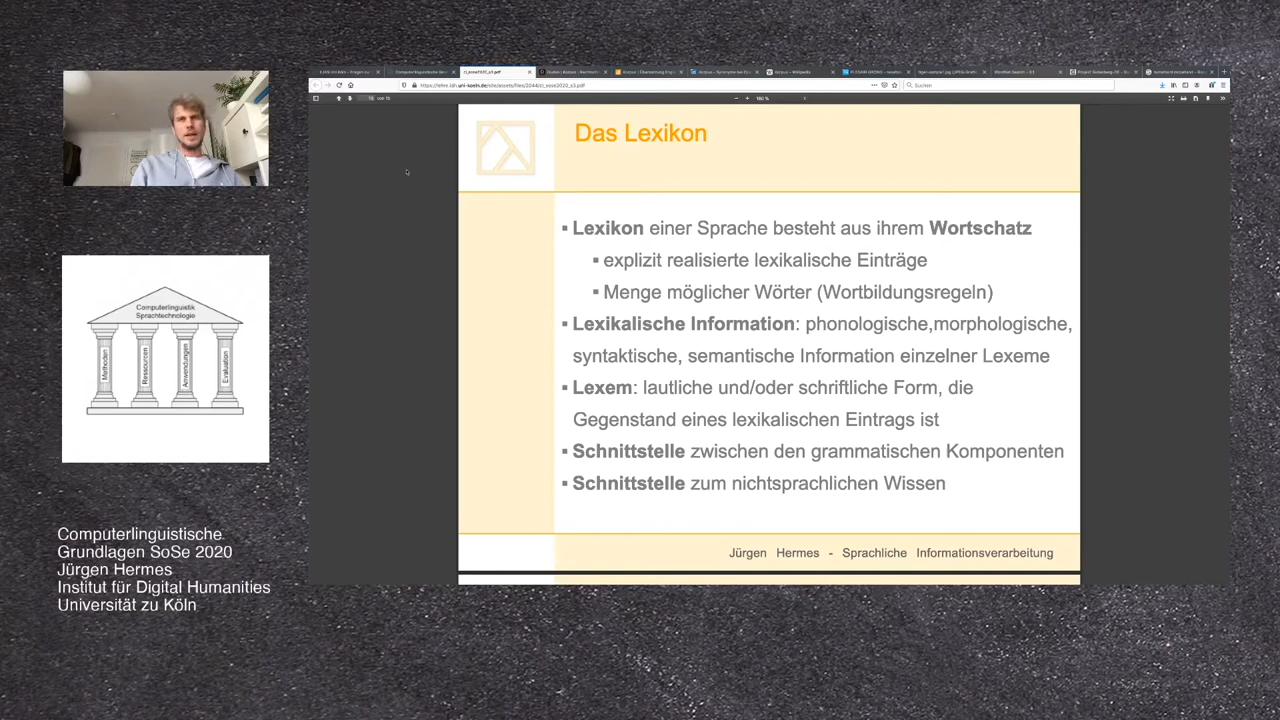 cl_sose2020_s3.pdf
Das Lexikon
▪ Lexikon einer Sprache besteht aus ihrem Wortschatz
▪ explizit realisierte lexikalische Einträge
▪ Menge möglicher Wörter (Wortbildungsregeln)
▪ Lexikalische Information: phonologische,morphologische,
syntaktische, semantische Information einzelner Lexeme
▪ Lexem: lautliche und/oder schriftliche Form, die
Gegenstand eines lexikalischen Eintrags ist
▪ Schnittstelle zwischen den grammatischen Komponenten
▪ Schnittstelle zum nichtsprachlichen Wissen
Jürgen Hermes - Sprachliche Informationsverarbeitung
Computerlinguistik
Sprachtechnologie
Methoden
Ressourcen
Anwendungen
Evaluation
Computerlinguistische
Grundlagen SoSe 2020
Jürgen Hermes
Institut für Digital Humanities
Universität zu Köln